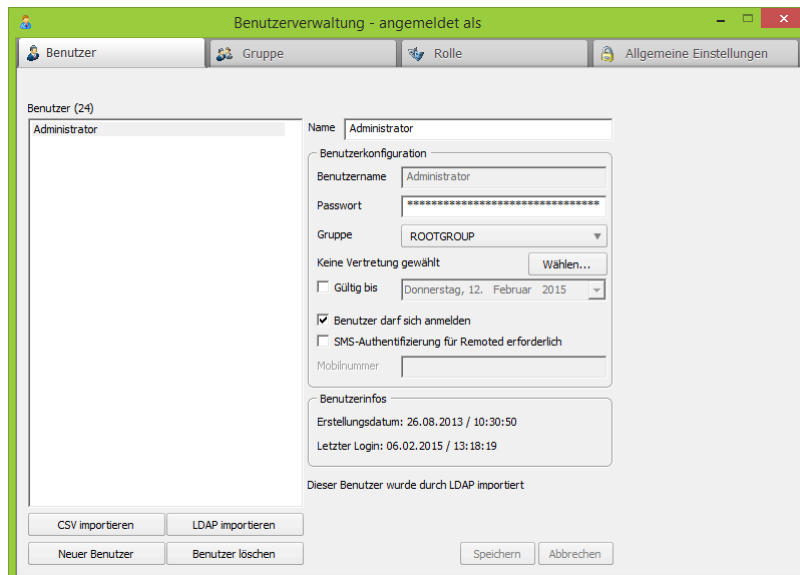 Benutzerverwaltung - angemeldet als
Benutzer
Gruppe
Rolle
Allgemeine Einstellungen
Benutzer (24)
Administrator
Name Administrator
Benutzerkonfiguration
Benutzername Administrator
Passwort ********************************
Gruppe ROOTGROUP
Keine Vertretung gewählt Wählen...
Gültig bis Donnerstag, 12. Februar 2015
Benutzer darf sich anmelden
SMS-Authentifizierung für Remoted erforderlich
Mobilnummer
Benutzerinfos
Erstellungsdatum: 26.08.2013 / 10:30:50
Letzter Login: 06.02.2015 / 13:18:19
Dieser Benutzer wurde durch LDAP importiert
CSV importieren LDAP importieren
Neuer Benutzer Benutzer löschen Speichern Abbrechen